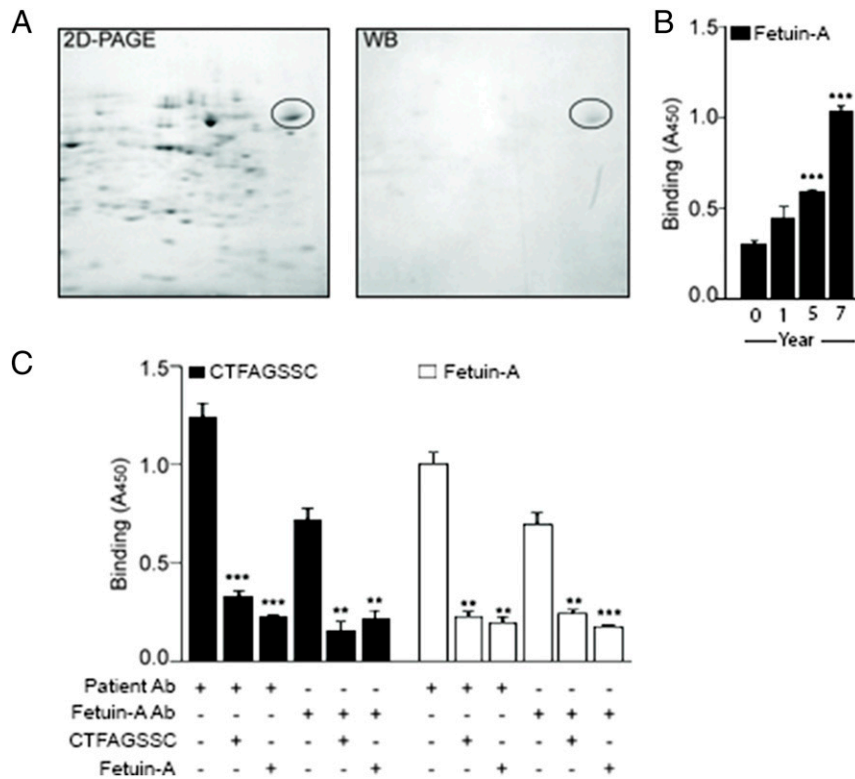 A
2D-PAGE
WB
B
Fetuin-A
***
***
Binding (A450)
1.5
1.0
0.5
0.0
0 1 5 7
Year
C
CTFAGSSC
Fetuin-A
Binding (A450)
1.5
1.0
0.5
0.0
*** *** ** ** ** ** ** ***
Patient Ab + + + - - - + + + - - -
Fetuin-A Ab - - - + + + - - - + + +
CTFAGSSC - + - - + - - + - - + -
Fetuin-A - - + - - + - - + - - +